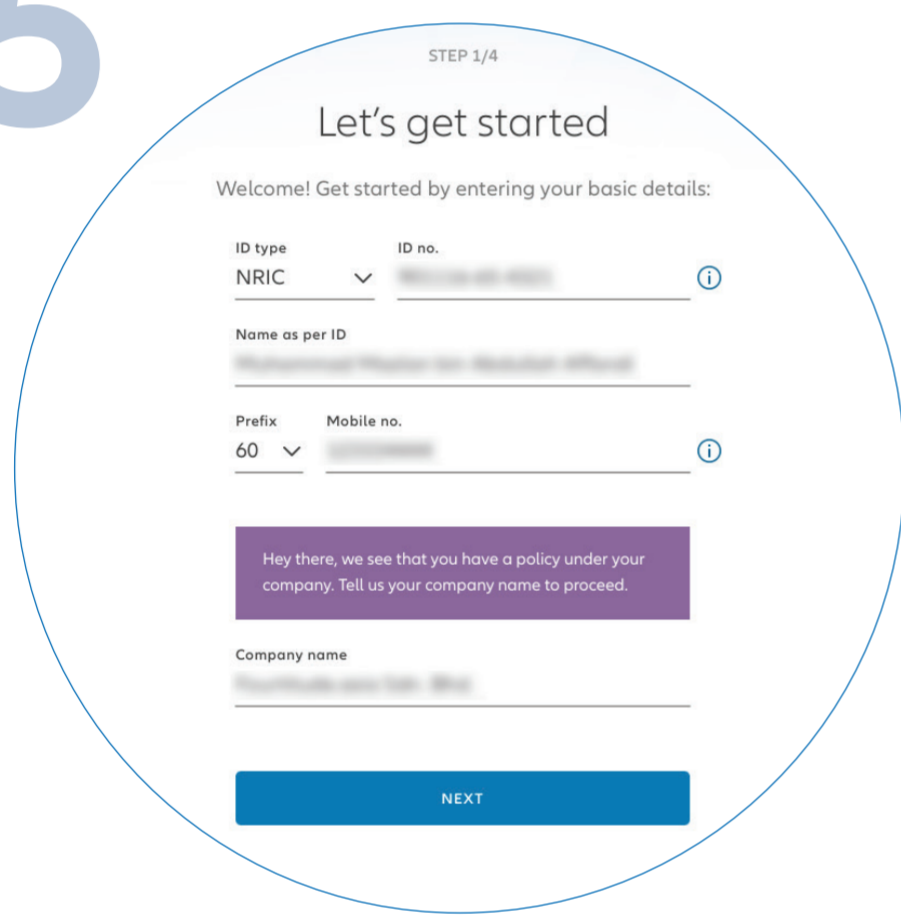 STEP 1/4
Let's get started
Welcome! Get started by entering your basic details:
ID type
ID no.
NRIC
Name as per ID
Prefix
Mobile no.
60
Hey there, we see that you have a policy under your
company. Tell us your company name to proceed.
Company name
NEXT